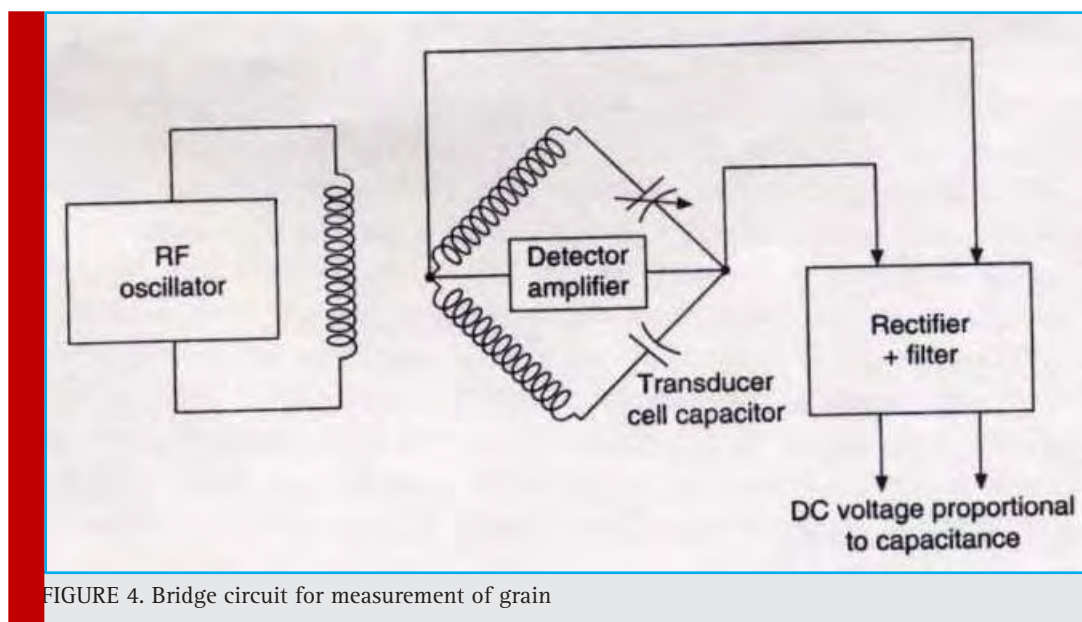 RF
oscillator
Detector
amplifier
Transducer
cell capacitor
Rectifier
+ filter
DC voltage proportional
to capacitance
FIGURE 4. Bridge circuit for measurement of grain